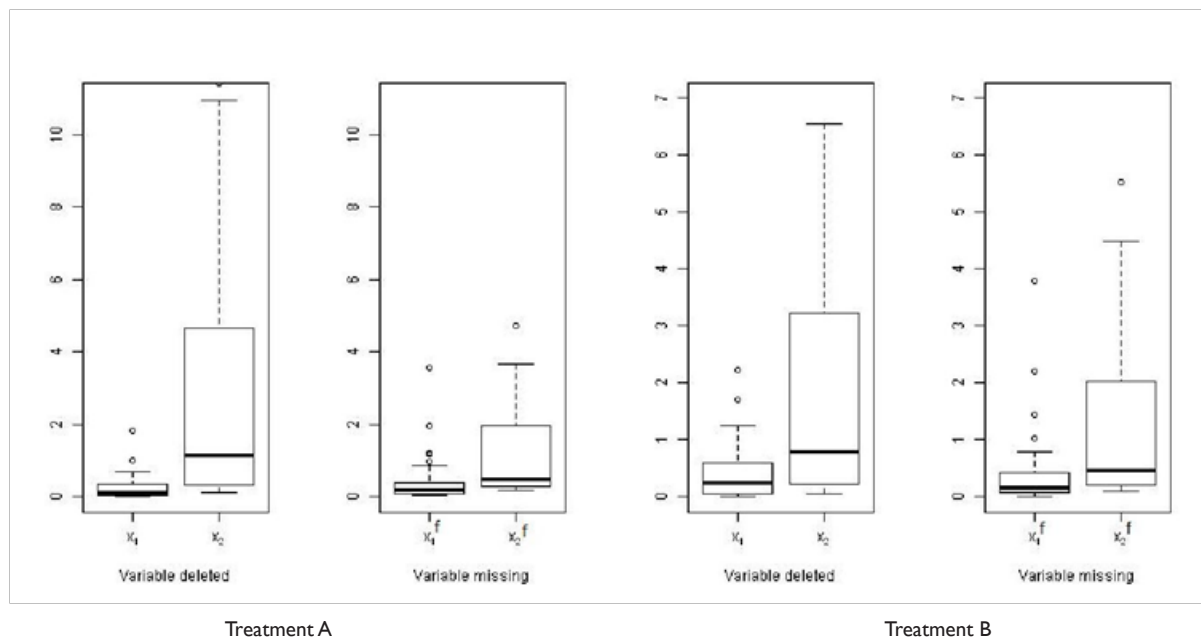 10
8
6
4
2
0
x₁
x₂
Variable deleted
10
8
6
4
2
0
x₁ᶠ
x₂ᶠ
Variable missing
7
6
5
4
3
2
1
0
x₁
x₂
Variable deleted
7
6
5
4
3
2
1
0
x₁ᶠ
x₂ᶠ
Variable missing
Treatment A
Treatment B